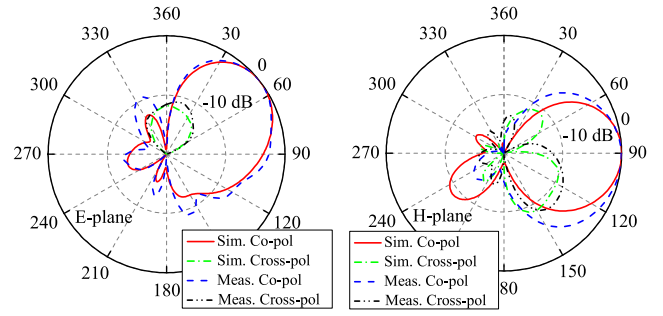 360
330
30
300
0
60
-10 dB
270
90
240
E-plane
120
210
180
Sim. Co-pol
Sim. Cross-pol
Meas. Co-pol
Meas. Cross-pol
360
330
30
300
60
0
-10 dB
270
90
240
H-plane
120
210
150
180
Sim. Co-pol
Sim. Cross-pol
Meas. Co-pol
Meas. Cross-pol